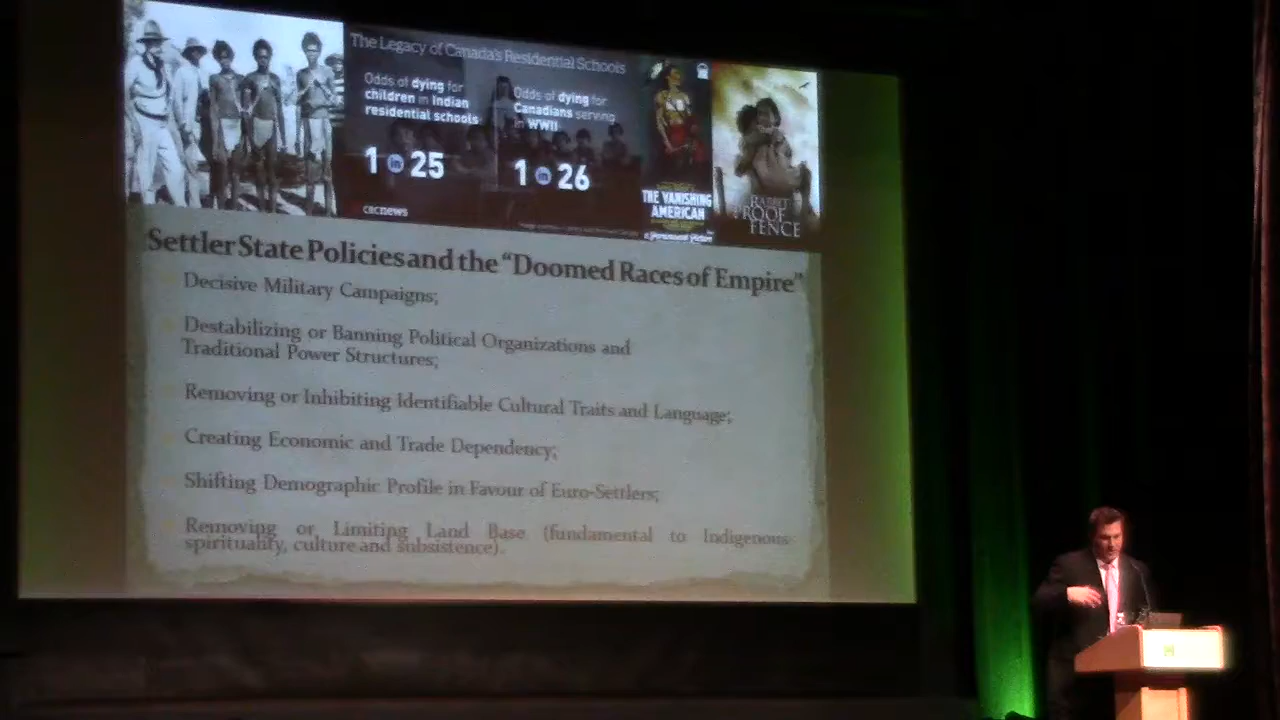 The Legacy of Canada's Residential Schools
Odds of dying for
children in Indian
residential schools
1 in 25
Odds of dying for
Canadians serving
in WWII
1 in 26
cbcnews
THE VANISHING
AMERICAN
a Paramount Picture
RABBIT
PROOF
FENCE
Settler State Policies and the "Doomed Races of Empire"
Decisive Military Campaigns;
Destabilizing or Banning Political Organizations and
Traditional Power Structures;
Removing or Inhibiting Identifiable Cultural Traits and Language;
Creating Economic and Trade Dependency;
Shifting Demographic Profile in Favour of Euro-Settlers;
Removing or Limiting Land Base (fundamental to Indigenous
spirituality, culture and subsistence).